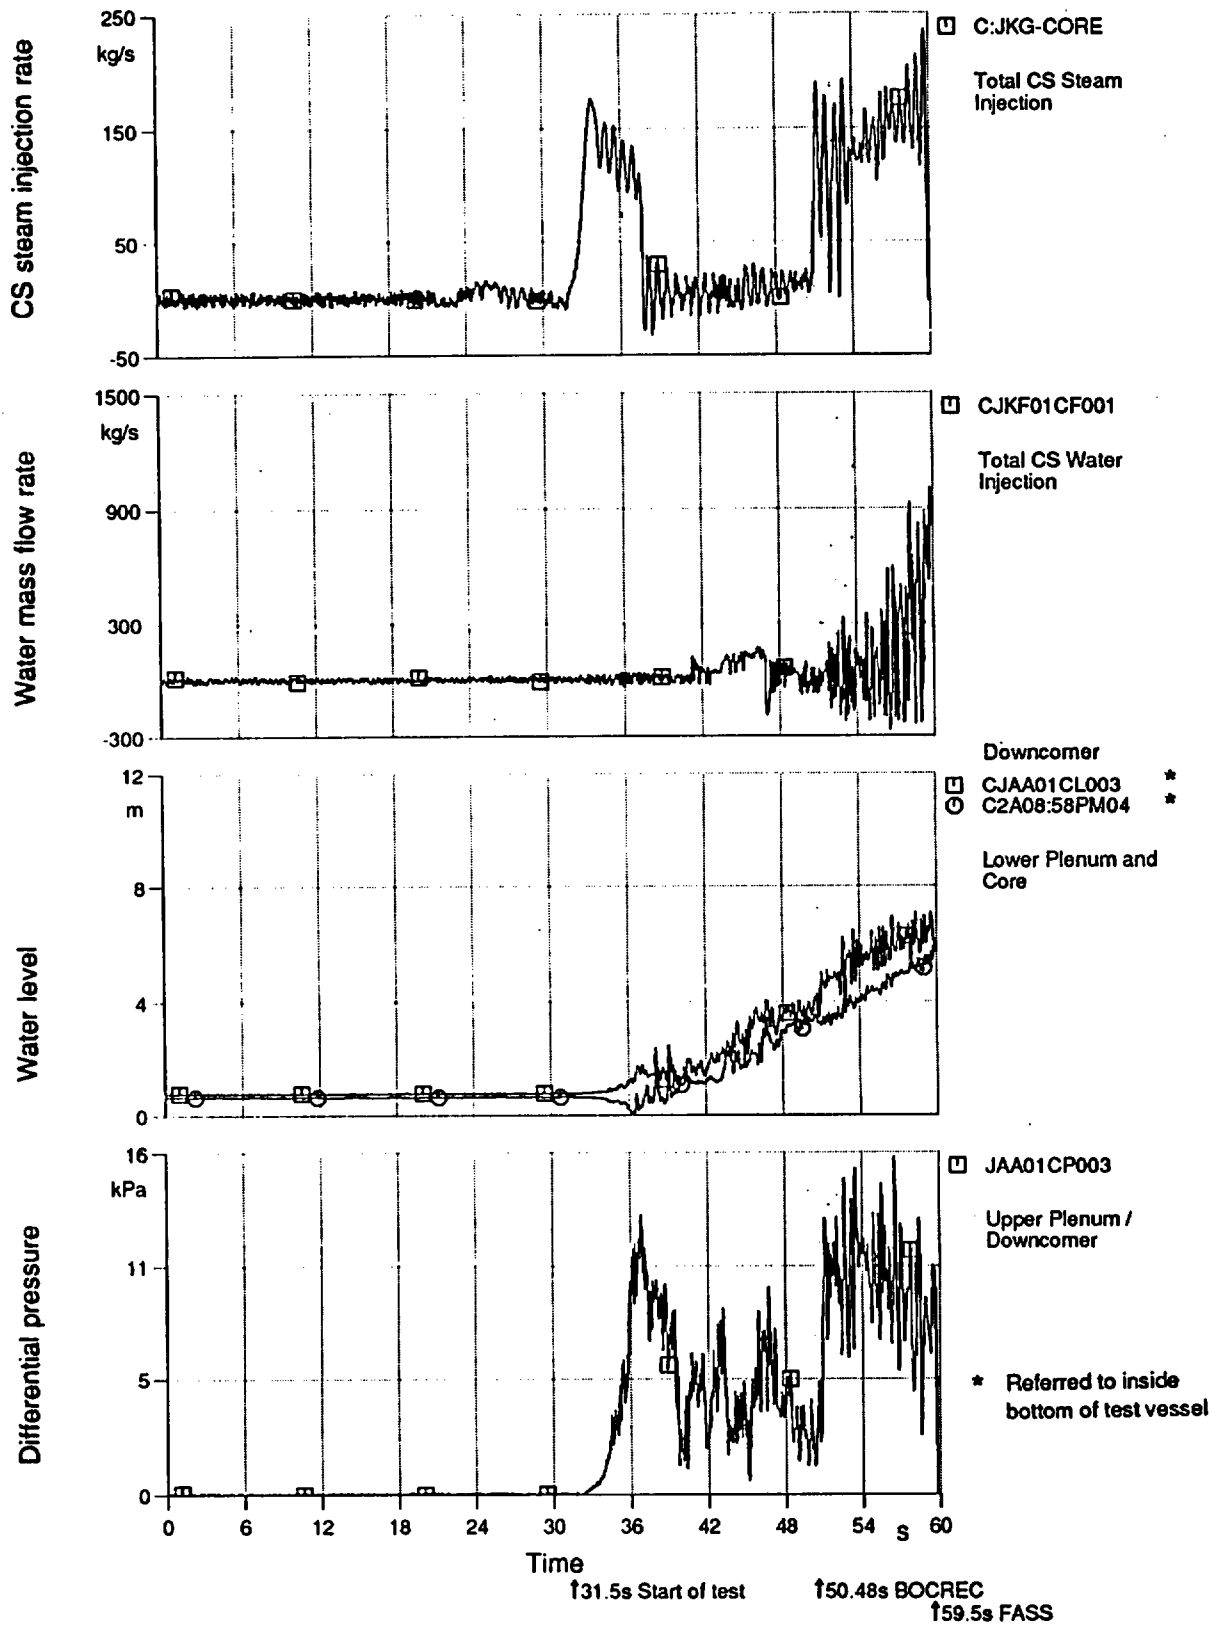 CS steam injection rate
250
kg/s
150
50
-50
C:JKG-CORE
Total CS Steam
Injection
Water mass flow rate
1500
kg/s
900
300
-300
CJKF01CF001
Total CS Water
Injection
Water level
12
m
8
4
0
Downcomer
CJAA01CL003 *
C2A08:58PM04 *
Lower Plenum and
Core
Differential pressure
16
kPa
11
5
0
JAA01CP003
Upper Plenum /
Downcomer
* Referred to inside
bottom of test vessel
0 6 12 18 24 30 36 42 48 54 s 60
Time
↑31.5s Start of test
↑50.48s BOCREC
↑59.5s FASS